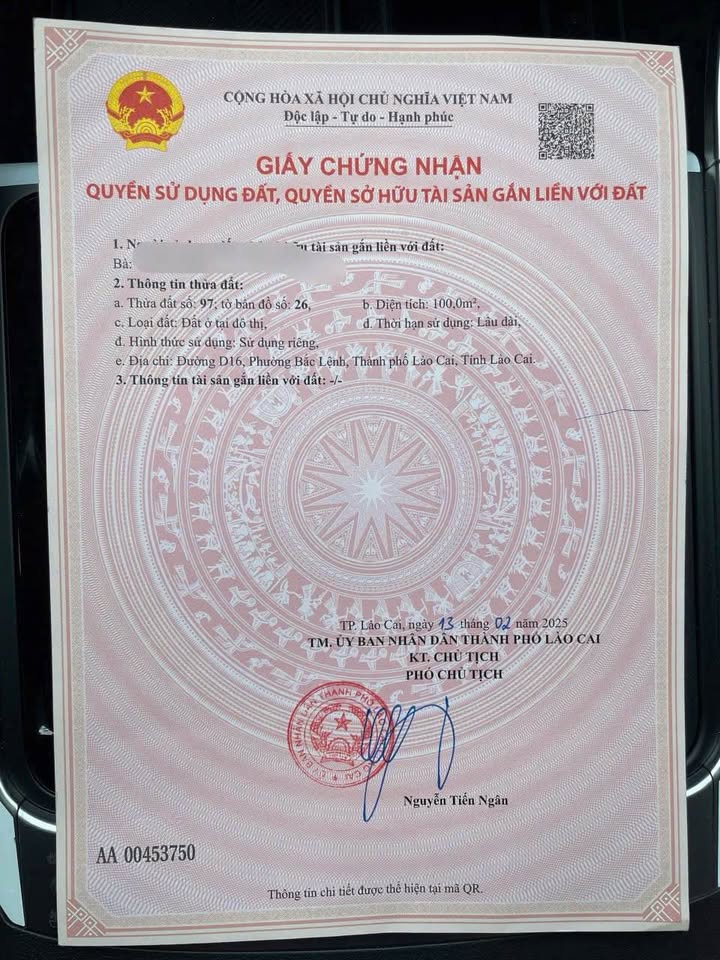 CỘNG HÒA XÃ HỘI CHỦ NGHĨA VIỆT NAM
Độc lập - Tự do - Hạnh phúc
GIẤY CHỨNG NHẬN
QUYỀN SỬ DỤNG ĐẤT, QUYỀN SỞ HỮU TÀI SẢN GẮN LIỀN VỚI ĐẤT
1. tài sản gắn liền với đất:
Bà:
2. Thông tin thửa đất:
a. Thửa đất số: 97; tờ bản đồ số: 26, b. Diện tích: 100,0m²,
c. Loại đất: Đất ở tại đô thị, d. Thời hạn sử dụng: Lâu dài,
đ. Hình thức sử dụng: Sử dụng riêng,
e. Địa chỉ: Đường D16, Phường Bắc Lệnh, Thành phố Lào Cai, Tỉnh Lào Cai.
3. Thông tin tài sản gắn liền với đất: -/-
TP. Lào Cai, ngày 13 tháng 02 năm 2025
TM. ỦY BAN NHÂN DÂN THÀNH PHỐ LÀO CAI
KT. CHỦ TỊCH
PHÓ CHỦ TỊCH
Nguyễn Tiến Ngân
AA 00453750
Thông tin chi tiết được thể hiện tại mã QR.